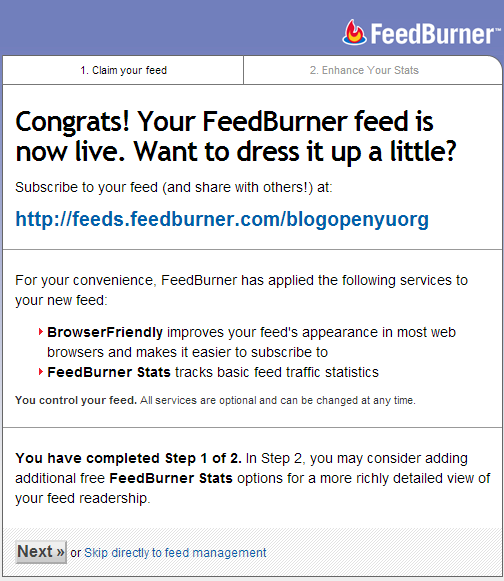 FeedBurner™
1. Claim your feed
2. Enhance Your Stats
Congrats! Your FeedBurner feed is
now live. Want to dress it up a little?
Subscribe to your feed (and share with others!) at:
http://feeds.feedburner.com/blogopenyuorg
For your convenience, FeedBurner has applied the following services to
your new feed:
BrowserFriendly improves your feed's appearance in most web
browsers and makes it easier to subscribe to
FeedBurner Stats tracks basic feed traffic statistics
You control your feed. All services are optional and can be changed at any time.
You have completed Step 1 of 2. In Step 2, you may consider adding
additional free FeedBurner Stats options for a more richly detailed view of
your feed readership.
Next » or Skip directly to feed management